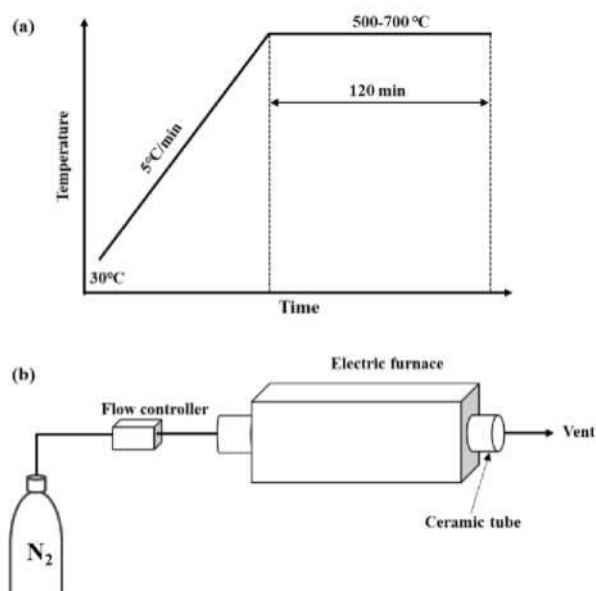 (a)
500-700 °C
120 min
5°C/min
Temperature
30°C
Time
(b)
Electric furnace
Flow controller
Vent
Ceramic tube
N₂